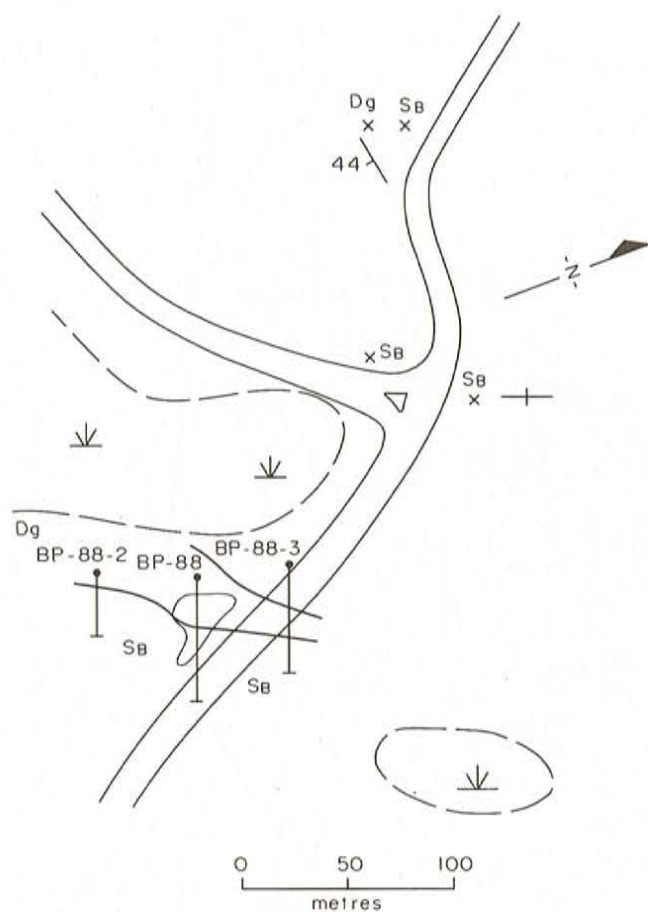 Dg SB
44
-N-
SB
SB
Dg
BP-88-2 BP-88 BP-88-3
SB
SB
0 50 100
metres